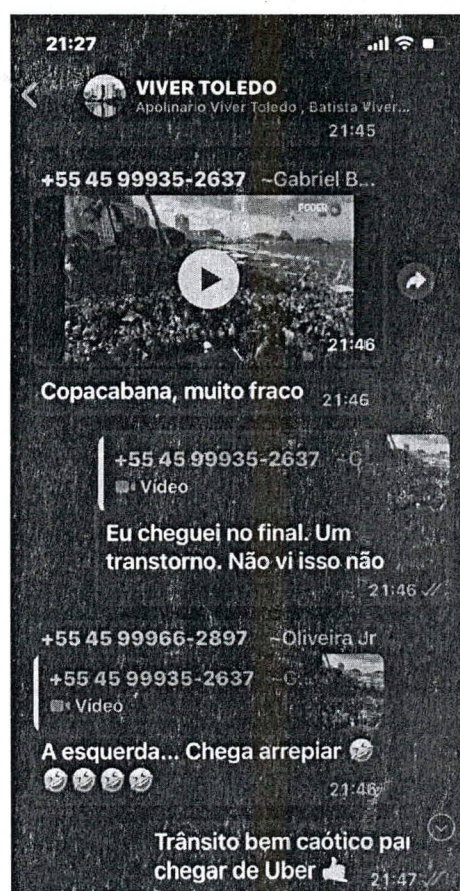 21:27
VIVER TOLEDO
Apolinario Viver Toledo, Batista Viver...
21:45
+55 45 99935-2637 ~Gabriel B...
PODER
21:46
Copacabana, muito fraco 21:46
+55 45 99935-2637 ~G
Vídeo
Eu cheguei no final. Um
transtorno. Não vi isso não
21:46
+55 45 99966-2897 ~Oliveira Jr
+55 45 99935-2637 ~G...
Vídeo
A esquerda... Chega arrepiar 🤣
🤣🤣🤣🤣
21:46
Trânsito bem caótico par
chegar de Uber 🤙 21:47